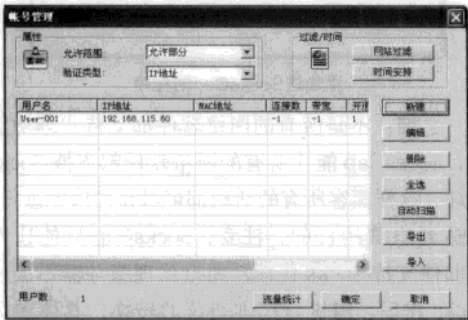 帐号管理
属性
过滤/时间
允许范围
允许部分
网站过滤
验证类型:
IP地址
时间安排
用户名 IP地址 MAC地址 连接数 带宽
User-001 192.168.115.60 -1 -1 1
新建
编辑
删除
全选
自动扫描
导出
导入
用户数: 1
流量统计
确定
取消